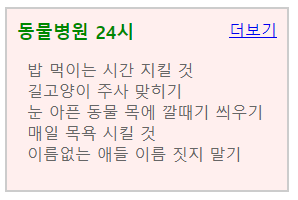 동물병원 24시
더보기
밥 먹이는 시간 지킬 것
길고양이 주사 맞히기
눈 아픈 동물 목에 깔때기 씌우기
매일 목욕 시킬 것
이름없는 애들 이름 짓지 말기